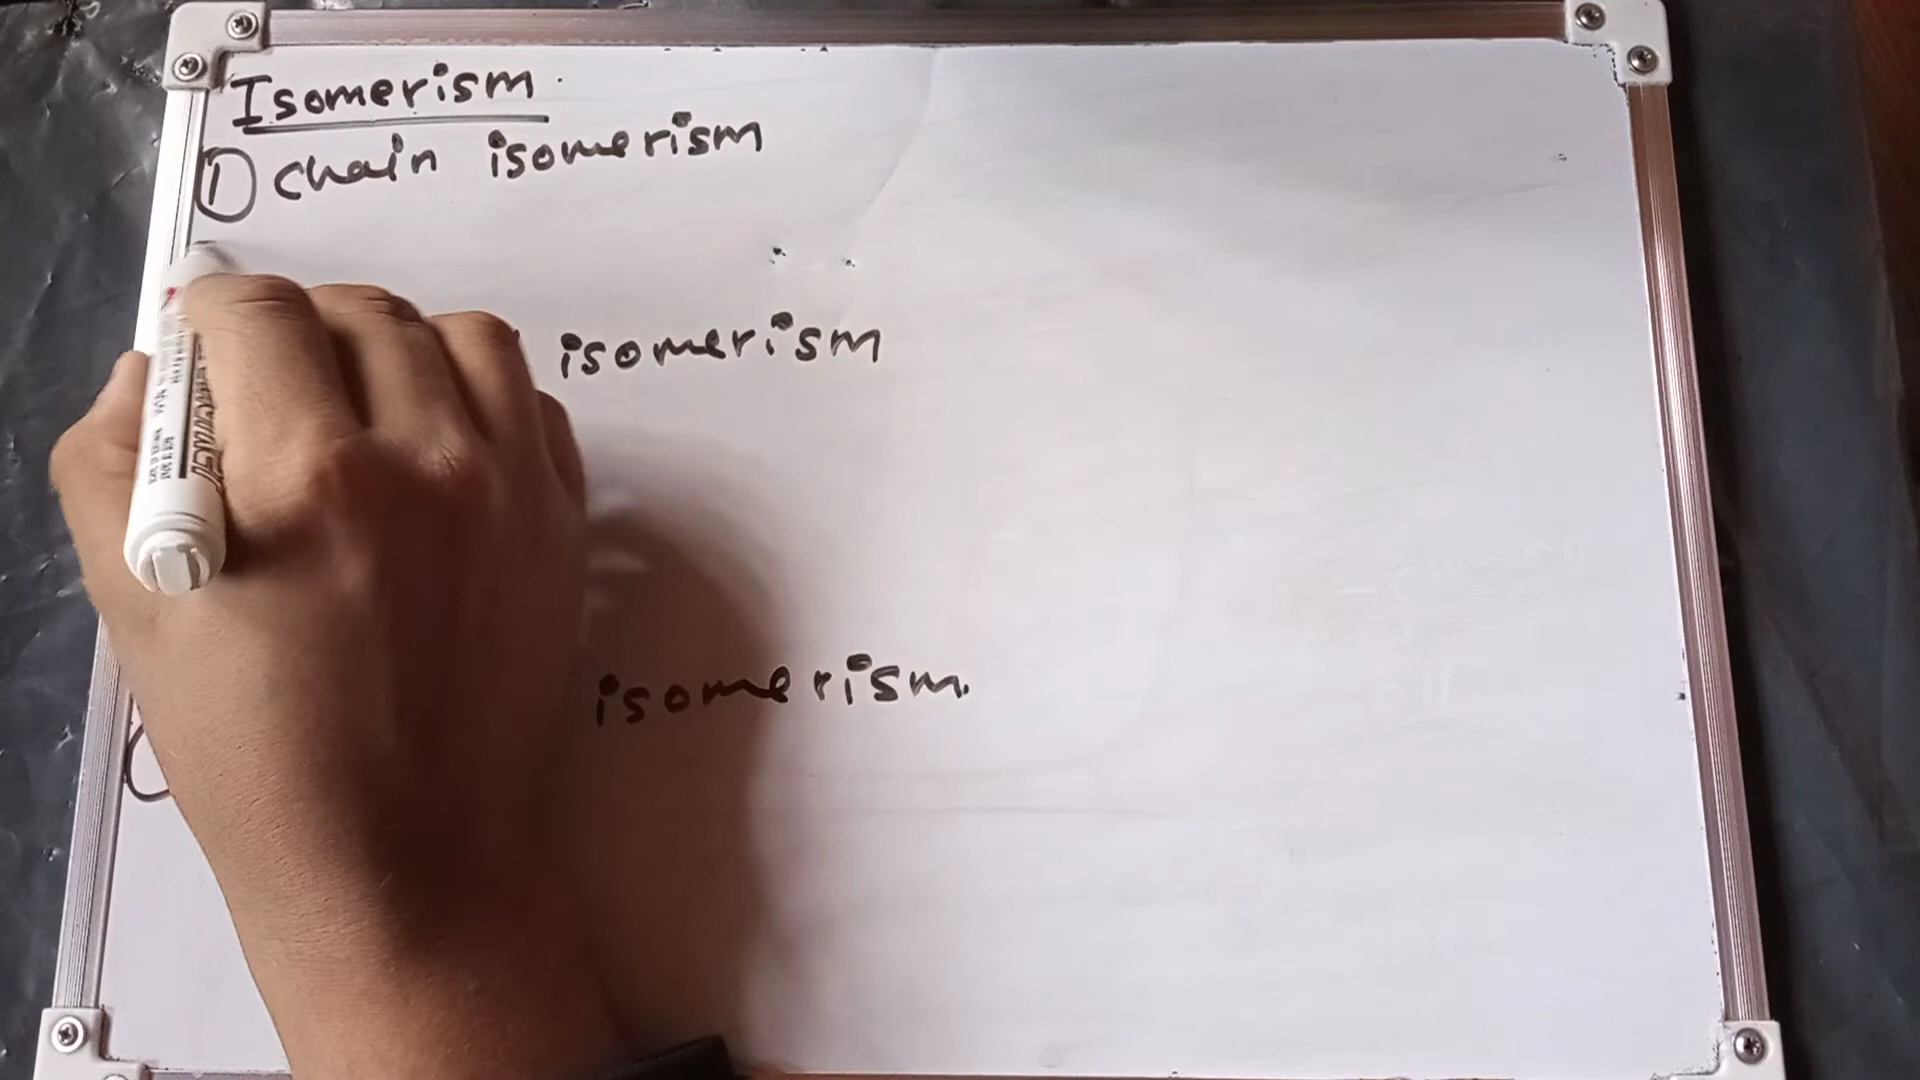 Isomerism
① chain isomerism
isomerism
isomerism.